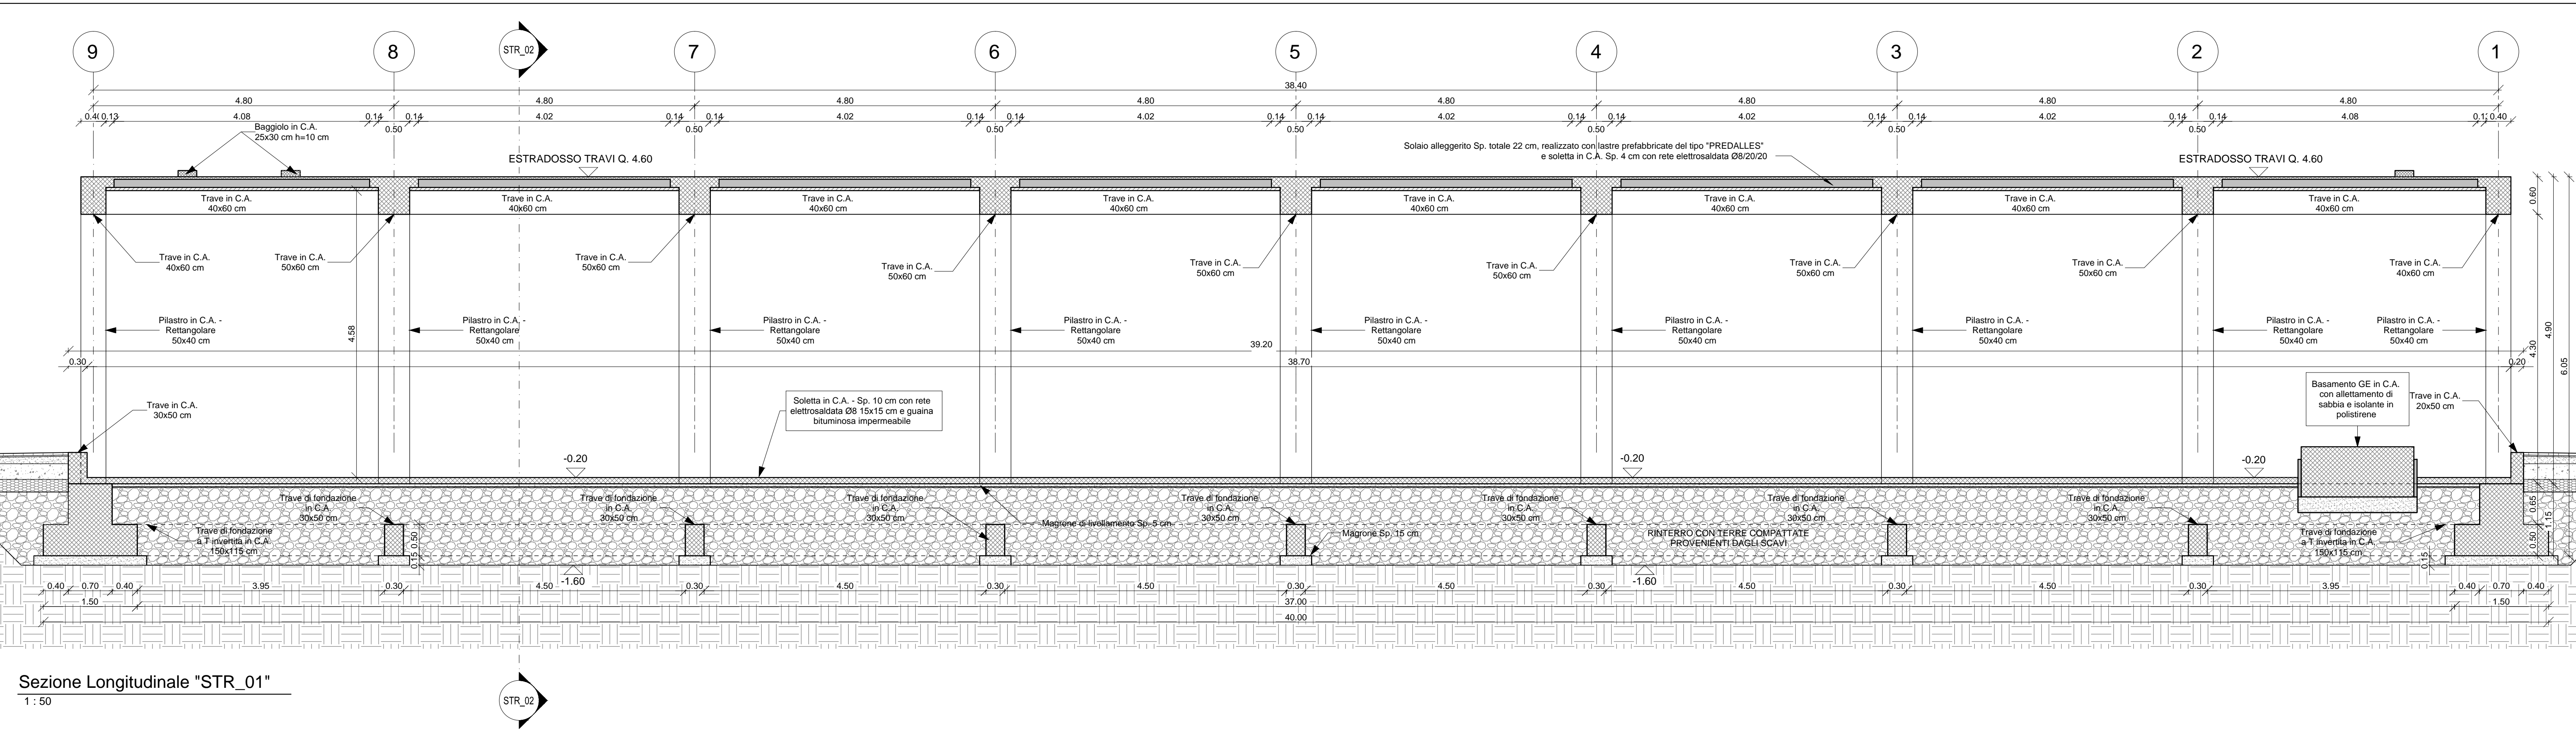 9 8 STR_02 7 6 5 4 3 2 1
38.40
4.80 4.80 4.80 4.80 4.80 4.80 4.80 4.80
0.40 0.13 4.08 0.14 0.14 4.02 0.14 0.14 4.02 0.14 0.14 4.02 0.14 0.14 4.02 0.14 0.14 4.02 0.14 0.14 4.02 0.14 0.14 4.08 0.13 0.40
0.50 0.50 0.50 0.50 0.50 0.50 0.50
Baggiolo in C.A.
25x30 cm h=10 cm
ESTRADOSSO TRAVI Q. 4.60
Solaio alleggerito Sp. totale 22 cm, realizzato con lastre prefabbricate del tipo "PREDALLES"
e soletta in C.A. Sp. 4 cm con rete elettrosaldata Ø8/20/20
ESTRADOSSO TRAVI Q. 4.60
Trave in C.A. Trave in C.A. Trave in C.A. Trave in C.A. Trave in C.A. Trave in C.A. Trave in C.A. Trave in C.A.
40x60 cm 40x60 cm 40x60 cm 40x60 cm 40x60 cm 40x60 cm 40x60 cm 40x60 cm
0.60
Trave in C.A.
40x60 cm
Trave in C.A.
50x60 cm
Trave in C.A.
50x60 cm
Trave in C.A.
50x60 cm
Trave in C.A.
50x60 cm
Trave in C.A.
50x60 cm
Trave in C.A.
50x60 cm
Trave in C.A.
50x60 cm
Trave in C.A.
40x60 cm
Pilastro in C.A. -
Rettangolare
50x40 cm
4.58
Pilastro in C.A. -
Rettangolare
50x40 cm
Pilastro in C.A. -
Rettangolare
50x40 cm
Pilastro in C.A. -
Rettangolare
50x40 cm
Pilastro in C.A. -
Rettangolare
50x40 cm
Pilastro in C.A. -
Rettangolare
50x40 cm
Pilastro in C.A. -
Rettangolare
50x40 cm
Pilastro in C.A. -
Rettangolare
50x40 cm
Pilastro in C.A. -
Rettangolare
50x40 cm
4.30
4.90
6.05
39.20
0.30 38.70 0.20
Trave in C.A.
30x50 cm
Soletta in C.A. - Sp. 10 cm con rete
elettrosaldata Ø8 15x15 cm e guaina
bituminosa impermeabile
Basamento GE in C.A.
con allettamento di
sabbia e isolante in
polistirene
Trave in C.A.
20x50 cm
-0.20 -0.20 -0.20
Trave di fondazione
in C.A.
30x50 cm
Trave di fondazione
in C.A.
30x50 cm
Trave di fondazione
in C.A.
30x50 cm
Trave di fondazione
in C.A.
30x50 cm
Trave di fondazione
in C.A.
30x50 cm
Trave di fondazione
in C.A.
30x50 cm
Trave di fondazione
in C.A.
30x50 cm
Trave di fondazione
a T invertita in C.A.
150x115 cm
0.50
0.15
Magrone di livellamento Sp. 5 cm
Magrone Sp. 15 cm
RINTERRO CON TERRE COMPATTATE
PROVENIENTI DAGLI SCAVI
Trave di fondazione
a T invertita in C.A.
150x115 cm
0.65
0.50
1.15
0.15
-1.60 -1.60
0.40 0.70 0.40 3.95 0.30 4.50 0.30 4.50 0.30 4.50 0.30 4.50 0.30 4.50 0.30 4.50 0.30 3.95 0.40 0.70 0.40
1.50 37.00 1.50
40.00
Sezione Longitudinale "STR_01"
1 : 50
STR_02